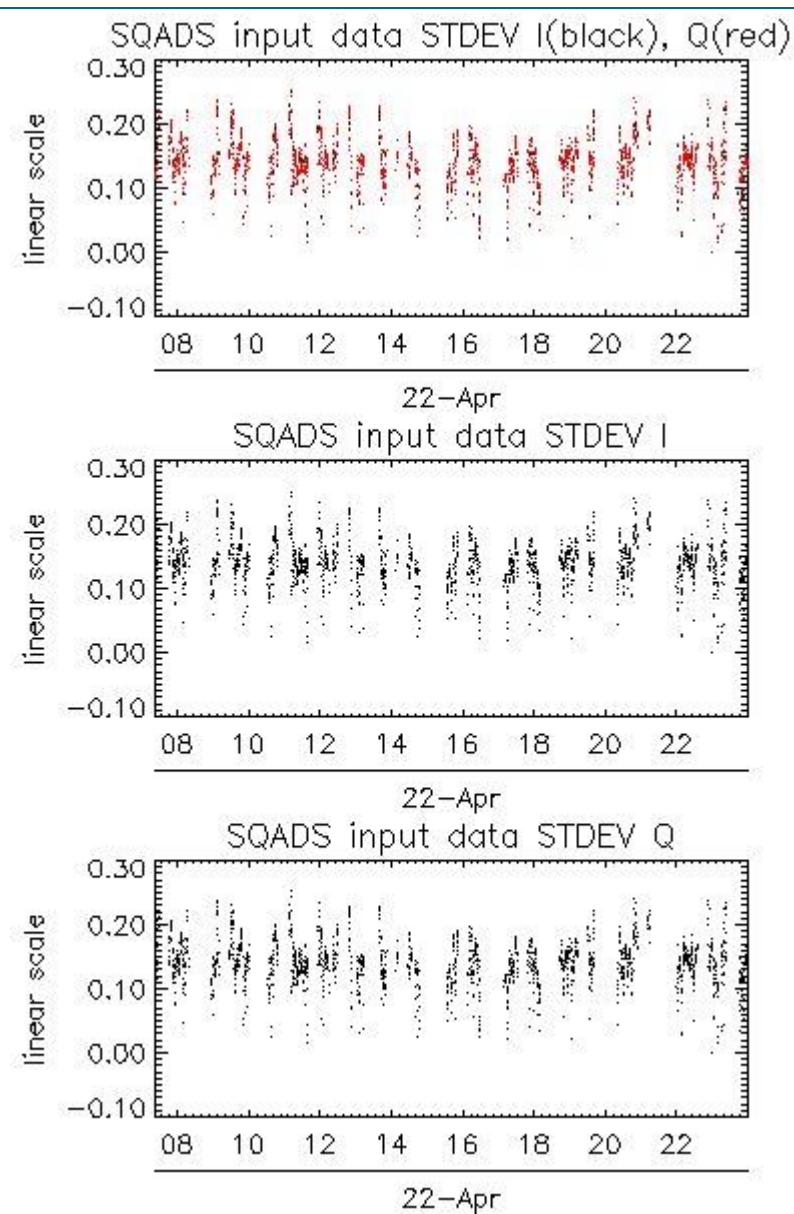 SQADS input data STDEV I(black), Q(red)
0.30
0.20
0.10
0.00
-0.10
linear scale
08 10 12 14 16 18 20 22
22-Apr
SQADS input data STDEV I
0.30
0.20
0.10
0.00
-0.10
linear scale
08 10 12 14 16 18 20 22
22-Apr
SQADS input data STDEV Q
0.30
0.20
0.10
0.00
-0.10
linear scale
08 10 12 14 16 18 20 22
22-Apr